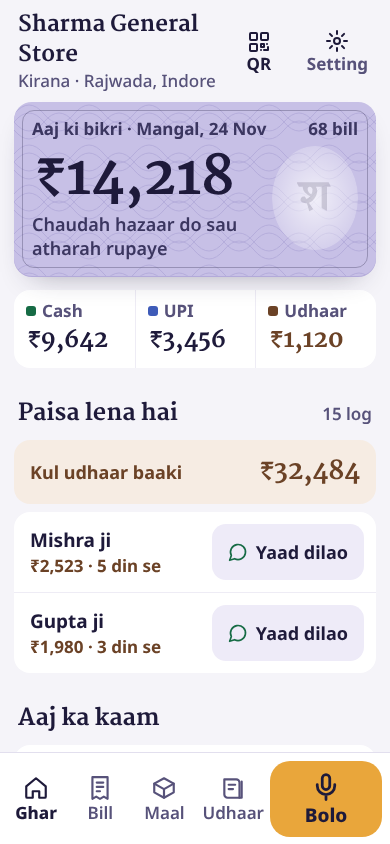 Sharma General
Store
Kirana · Rajwada, Indore
QR
Setting
Aaj ki bikri · Mangal, 24 Nov
68 bill
₹14,218
श
Chaudah hazaar do sau
atharah rupaye
Cash
UPI
Udhaar
₹9,642
₹3,456
₹1,120
Paisa lena hai
15 log
Kul udhaar baaki
₹32,484
Mishra ji
₹2,523 · 5 din se
Yaad dilao
Gupta ji
₹1,980 · 3 din se
Yaad dilao
Aaj ka kaam
Ghar
Bill
Maal
Udhaar
Bolo